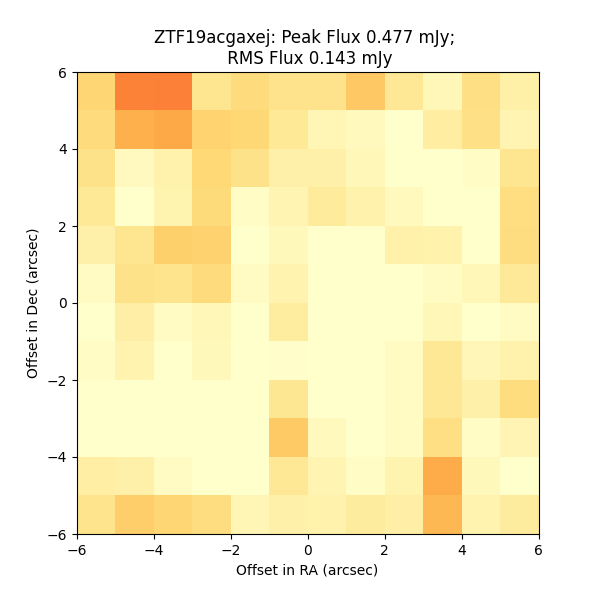 ZTF19acgaxej: Peak Flux 0.477 mJy;
RMS Flux 0.143 mJy
6
4
2
0
−2
−4
−6
Offset in Dec (arcsec)
−6 −4 −2 0 2 4 6
Offset in RA (arcsec)